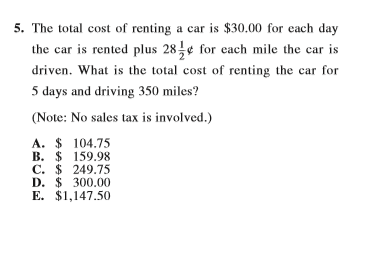 5. The total cost of renting a car is $30.00 for each day
the car is rented plus 28 1/2 ¢ for each mile the car is
driven. What is the total cost of renting the car for
5 days and driving 350 miles?
(Note: No sales tax is involved.)
A. $ 104.75
B. $ 159.98
C. $ 249.75
D. $ 300.00
E. $1,147.50